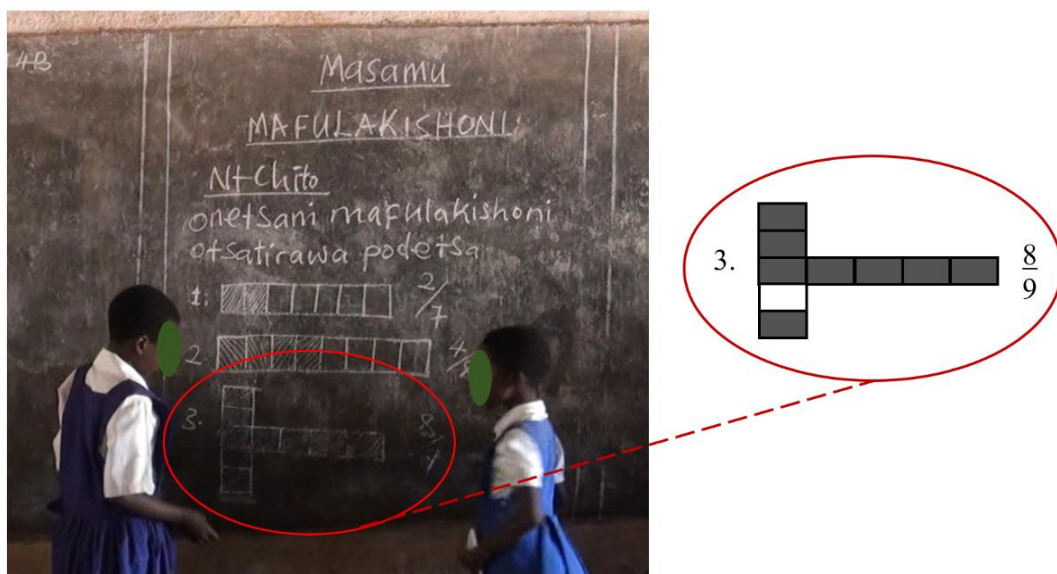 4B
Masamu
MAFULAKISHONI:
Ntchito
onetsani mafulakishoni
otsatirawa podetsa
1. 2/7
2. 4/8
3. 8/9
3. 8/9